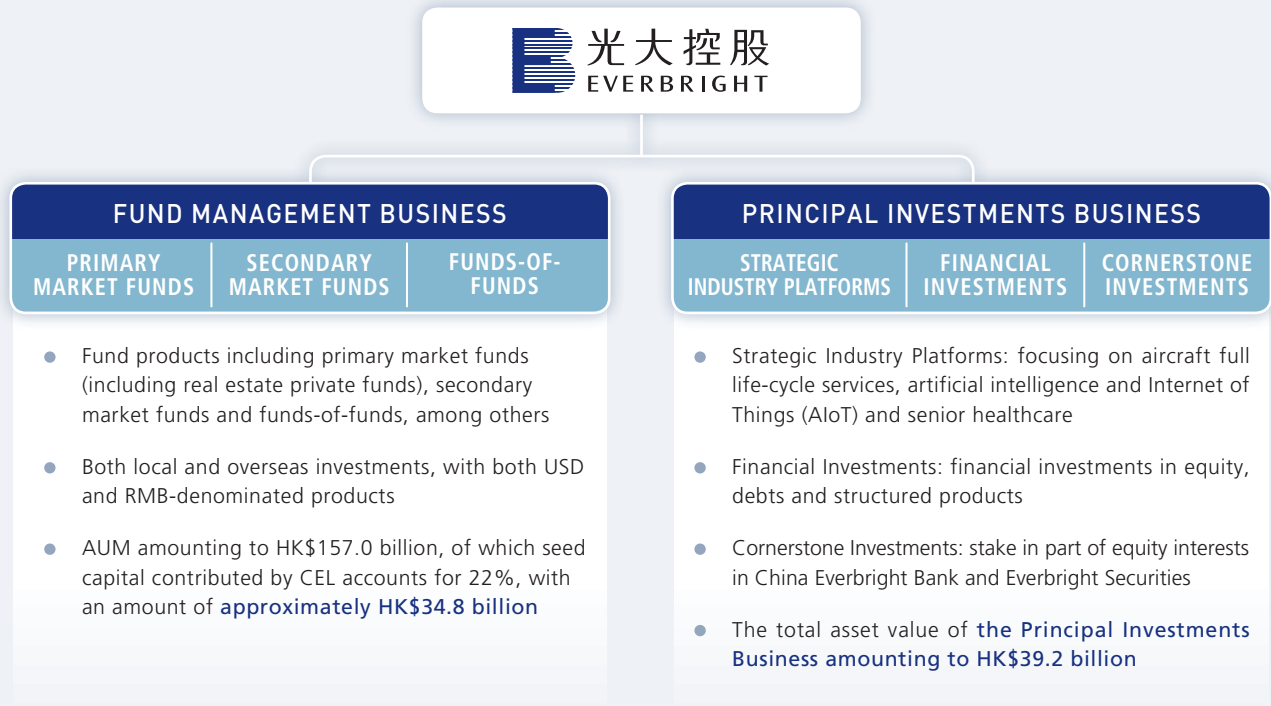 光大控股
EVERBRIGHT
FUND MANAGEMENT BUSINESS
PRIMARY
MARKET FUNDS
SECONDARY
MARKET FUNDS
FUNDS-OF-
FUNDS
Fund products including primary market funds
(including real estate private funds), secondary
market funds and funds-of-funds, among others
Both local and overseas investments, with both USD
and RMB-denominated products
AUM amounting to HK$157.0 billion, of which seed
capital contributed by CEL accounts for 22%, with
an amount of approximately HK$34.8 billion
PRINCIPAL INVESTMENTS BUSINESS
STRATEGIC
INDUSTRY PLATFORMS
FINANCIAL
INVESTMENTS
CORNERSTONE
INVESTMENTS
Strategic Industry Platforms: focusing on aircraft full
life-cycle services, artificial intelligence and Internet of
Things (AIoT) and senior healthcare
Financial Investments: financial investments in equity,
debts and structured products
Cornerstone Investments: stake in part of equity interests
in China Everbright Bank and Everbright Securities
The total asset value of the Principal Investments
Business amounting to HK$39.2 billion